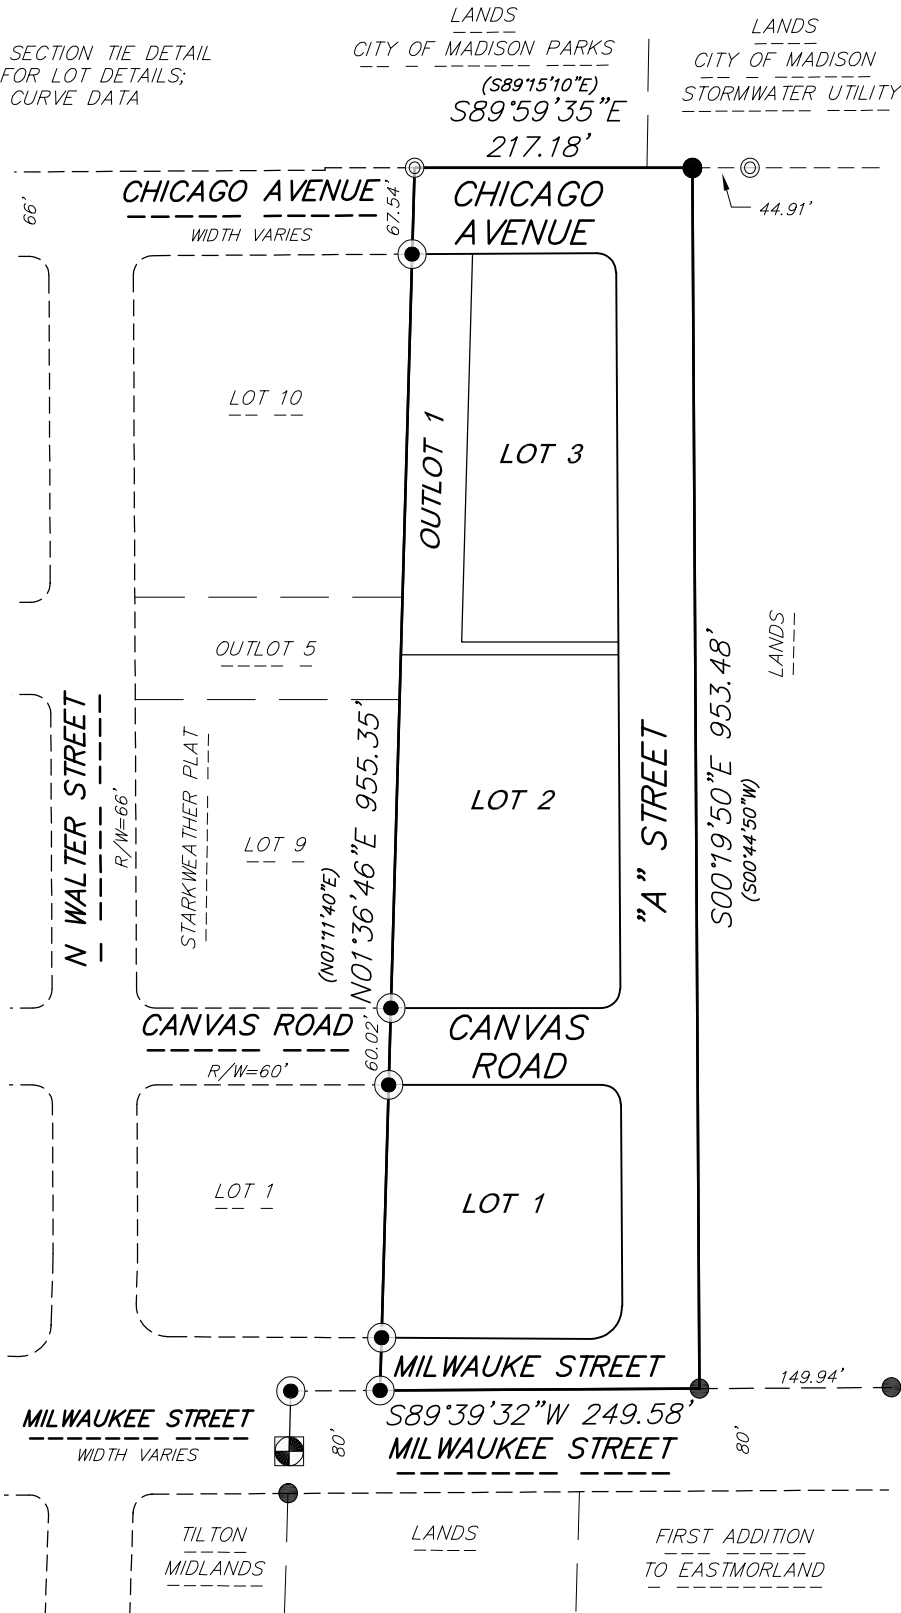 LANDS
CITY OF MADISON PARKS
LANDS
CITY OF MADISON
STORMWATER UTILITY
SECTION TIE DETAIL
FOR LOT DETAILS;
CURVE DATA
(S89°15'10"E)
S89°59'35"E
217.18'
66'
CHICAGO AVENUE
WIDTH VARIES
67.54'
CHICAGO
AVENUE
44.91'
LOT 10
OUTLOT 1
LOT 3
OUTLOT 5
LANDS
N WALTER STREET
R/W=66'
STARKWEATHER PLAT
LOT 9
(N01°11'40"E)
N01°36'46"E 955.35'
LOT 2
"A" STREET
S00°19'50"E 953.48'
(S00°44'50"W)
CANVAS ROAD
R/W=60'
60.02'
CANVAS
ROAD
LOT 1
LOT 1
MILWAUKE STREET
149.94'
S89°39'32"W 249.58'
MILWAUKEE STREET
WIDTH VARIES
80'
MILWAUKEE STREET
80'
TILTON
MIDLANDS
LANDS
FIRST ADDITION
TO EASTMORLAND